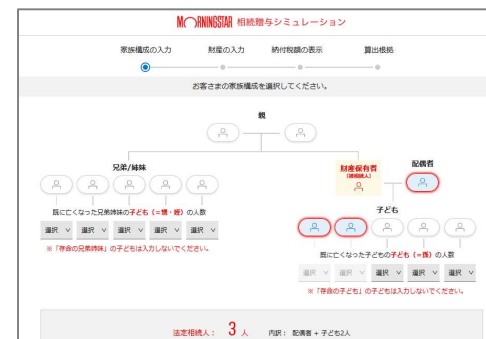 MORNINGSTAR 相続贈与シミュレーション
家族構成の入力 財産の入力 納付税額の表示 算出根拠
お客さまの家族構成を選択してください。
親
兄弟/姉妹
財産保有者
(被相続人)
配偶者
既に亡くなった兄弟姉妹の子ども(=甥・姪)の人数
選択 選択 選択 選択 選択
※「存命の兄弟姉妹」の子どもは入力しないでください。
子ども
既に亡くなった子どもの子ども(=孫)の人数
選択 選択 選択 選択 選択
※「存命の子ども」の子どもは入力しないでください。
法定相続人: 3 人 内訳: 配偶者 + 子ども2人